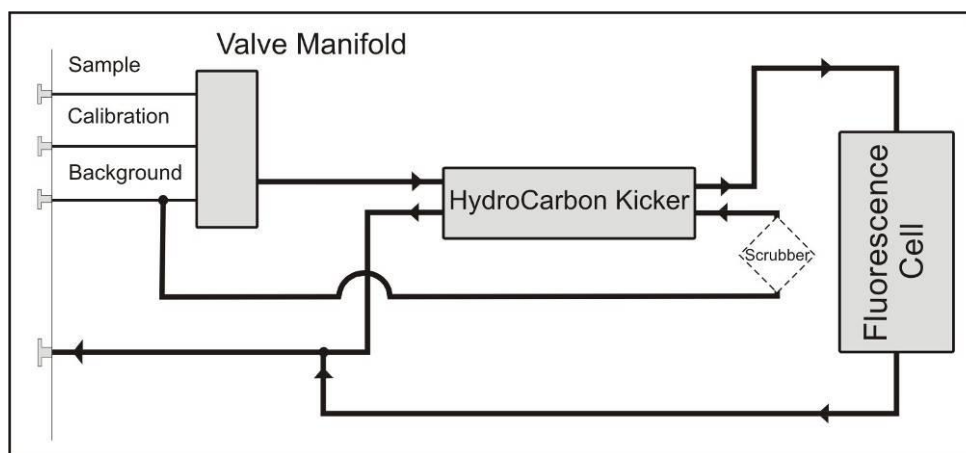 Valve Manifold
Sample
Calibration
Background
HydroCarbon Kicker
Scrubber
Fluorescence
Cell